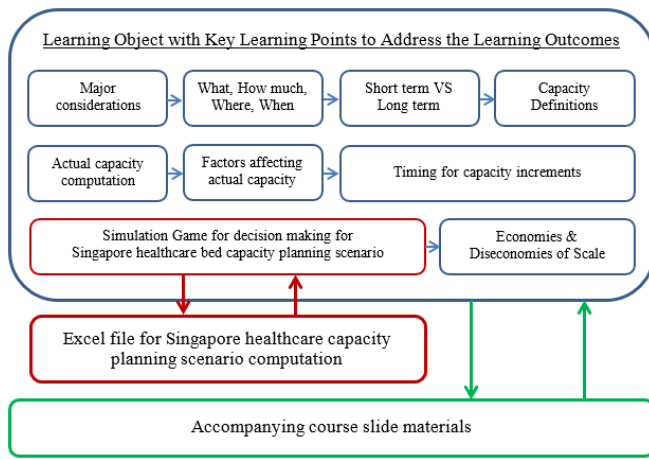 Learning Object with Key Learning Points to Address the Learning Outcomes
Major
considerations
What, How much,
Where, When
Short term VS
Long term
Capacity
Definitions
Actual capacity
computation
Factors affecting
actual capacity
Timing for capacity increments
Simulation Game for decision making for
Singapore healthcare bed capacity planning scenario
Economies &
Diseconomies of Scale
Excel file for Singapore healthcare capacity
planning scenario computation
Accompanying course slide materials